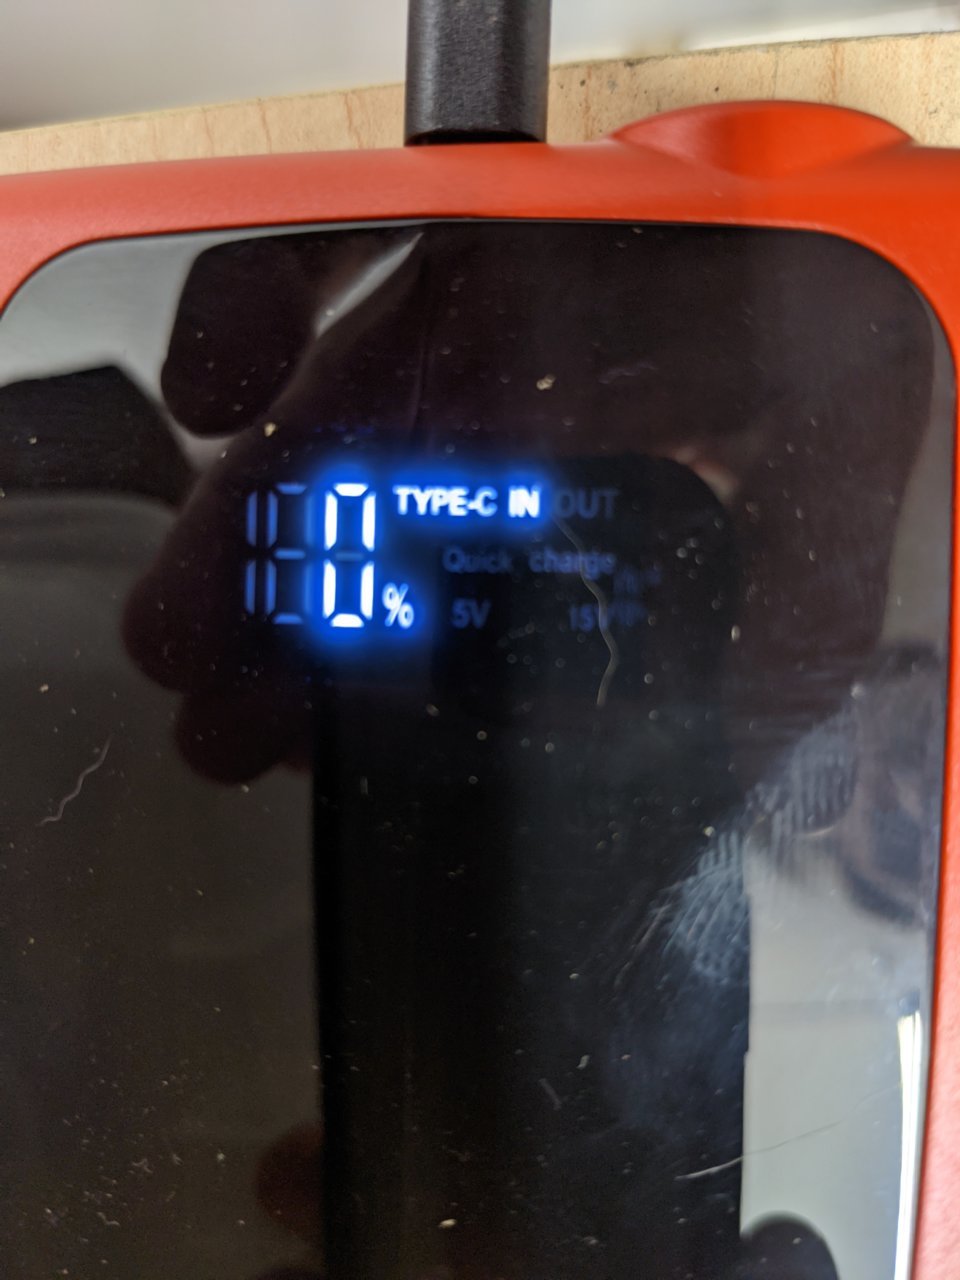 0% TYPE-C IN OUT
Quick charge
5V